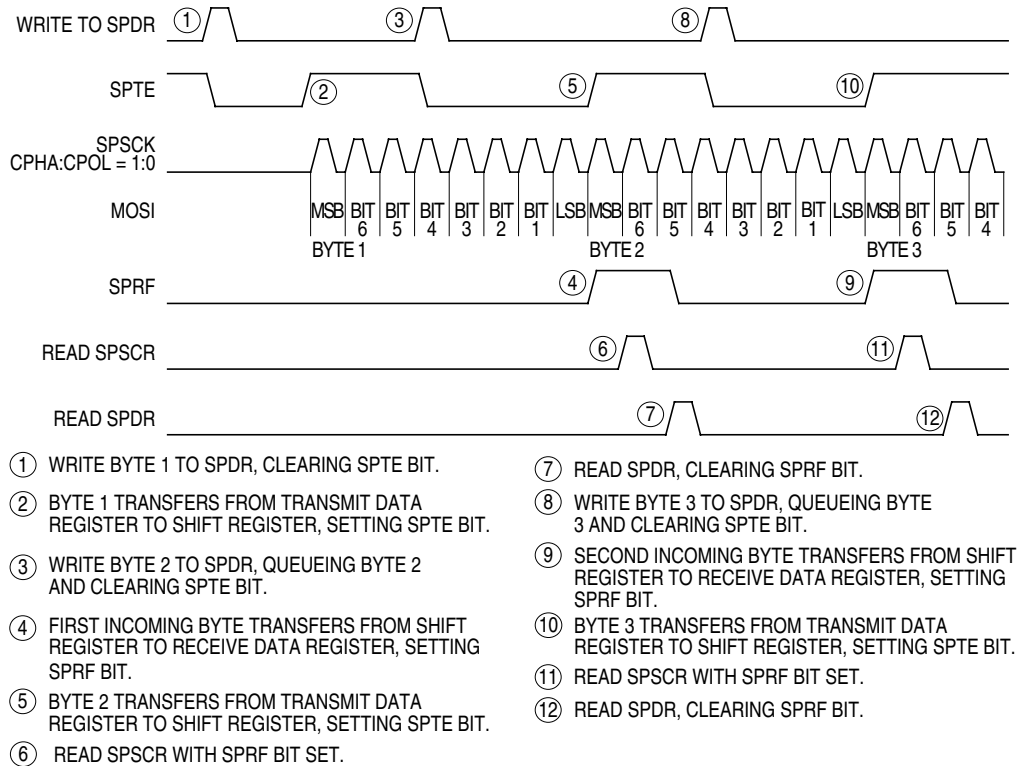 WRITE TO SPDR
1
3
8
SPTE
2
5
10
SPSCK
CPHA:CPOL = 1:0
MOSI
MSB BIT 6 BIT 5 BIT 4 BIT 3 BIT 2 BIT 1 LSB MSB BIT 6 BIT 5 BIT 4 BIT 3 BIT 2 BIT 1 LSB MSB BIT 6 BIT 5 BIT 4
BYTE 1
BYTE 2
BYTE 3
SPRF
4
9
READ SPSCR
6
11
READ SPDR
7
12
1 WRITE BYTE 1 TO SPDR, CLEARING SPTE BIT.
2 BYTE 1 TRANSFERS FROM TRANSMIT DATA
REGISTER TO SHIFT REGISTER, SETTING SPTE BIT.
3 WRITE BYTE 2 TO SPDR, QUEUEING BYTE 2
AND CLEARING SPTE BIT.
4 FIRST INCOMING BYTE TRANSFERS FROM SHIFT
REGISTER TO RECEIVE DATA REGISTER, SETTING
SPRF BIT.
5 BYTE 2 TRANSFERS FROM TRANSMIT DATA
REGISTER TO SHIFT REGISTER, SETTING SPTE BIT.
6 READ SPSCR WITH SPRF BIT SET.
7 READ SPDR, CLEARING SPRF BIT.
8 WRITE BYTE 3 TO SPDR, QUEUEING BYTE
3 AND CLEARING SPTE BIT.
9 SECOND INCOMING BYTE TRANSFERS FROM SHIFT
REGISTER TO RECEIVE DATA REGISTER, SETTING
SPRF BIT.
10 BYTE 3 TRANSFERS FROM TRANSMIT DATA
REGISTER TO SHIFT REGISTER, SETTING SPTE BIT.
11 READ SPSCR WITH SPRF BIT SET.
12 READ SPDR, CLEARING SPRF BIT.